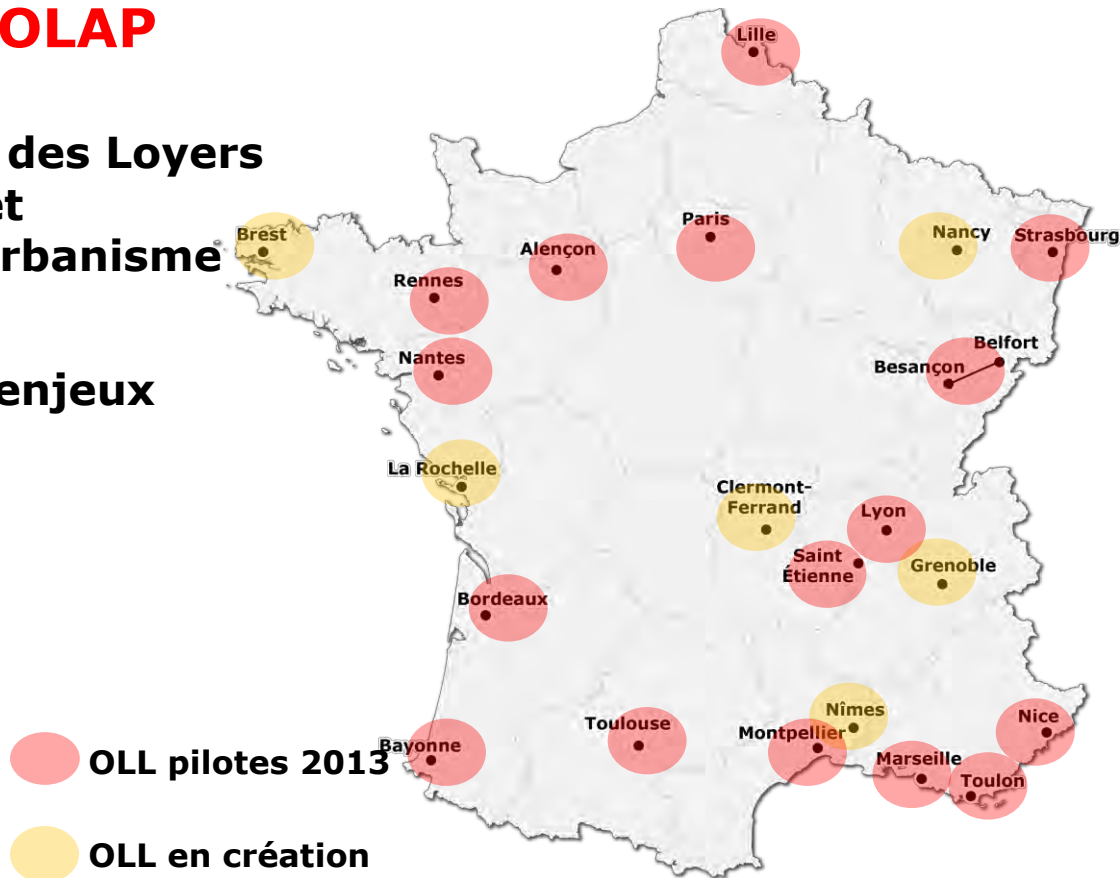 OLAP
des Loyers
et
rbanisme
enjeux
Lille
Brest
Rennes
Alençon
Paris
Nancy
Strasbourg
Nantes
Belfort
Besançon
La Rochelle
Clermont-
Ferrand
Lyon
Saint
Étienne
Grenoble
Bordeaux
Nîmes
Toulouse
Montpellier
Nice
Bayonne
Marseille
Toulon
OLL pilotes 2013
OLL en création